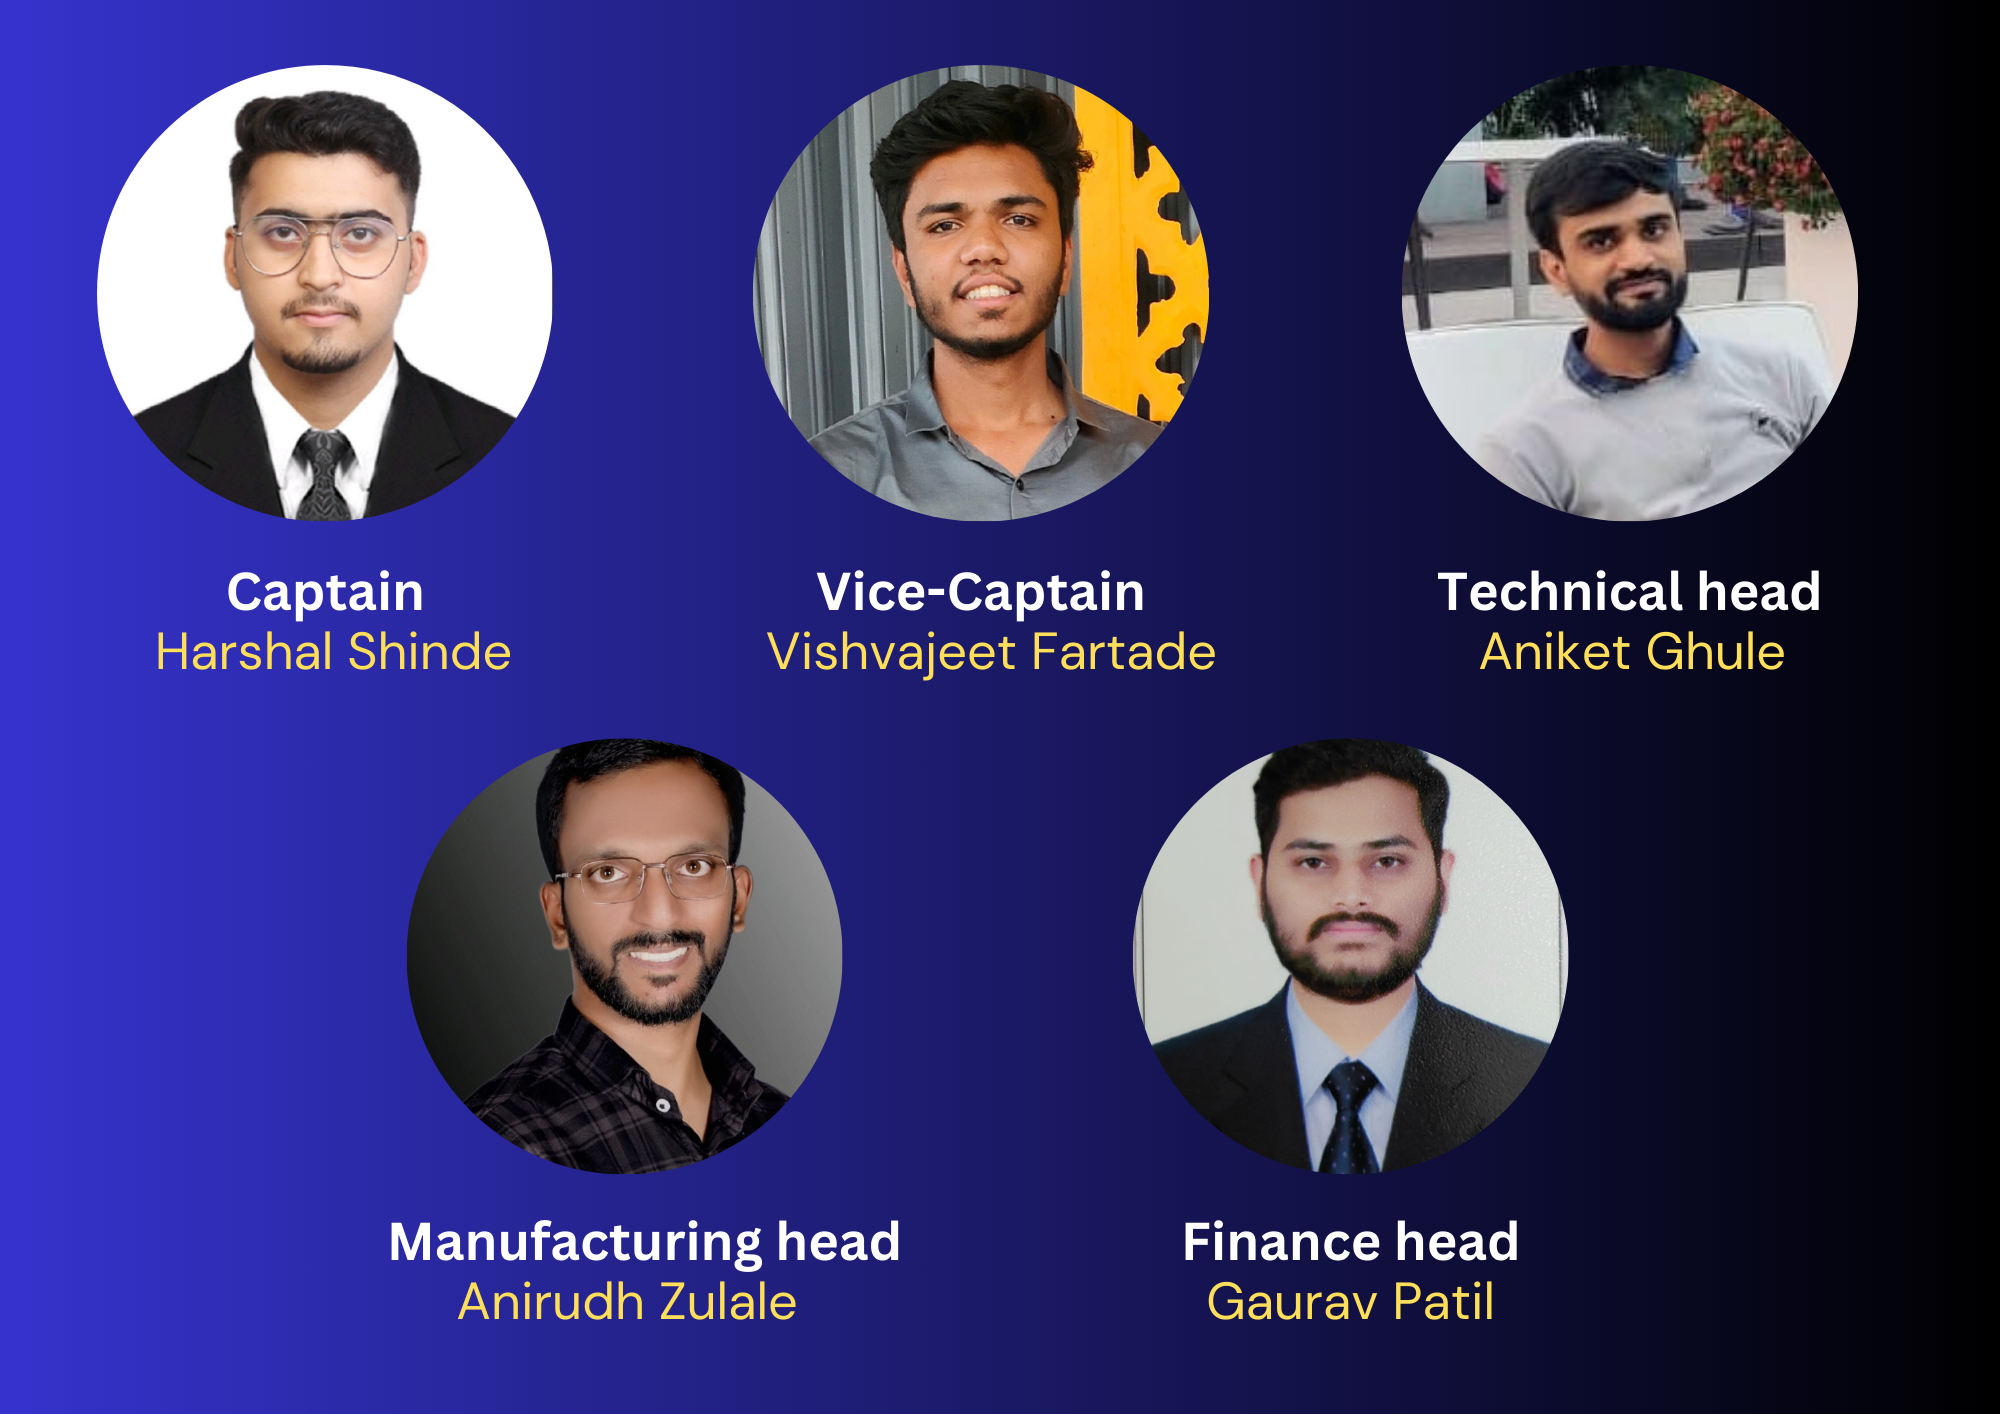 Captain
Harshal Shinde
Vice-Captain
Vishvajeet Fartade
Technical head
Aniket Ghule
Manufacturing head
Anirudh Zulale
Finance head
Gaurav Patil